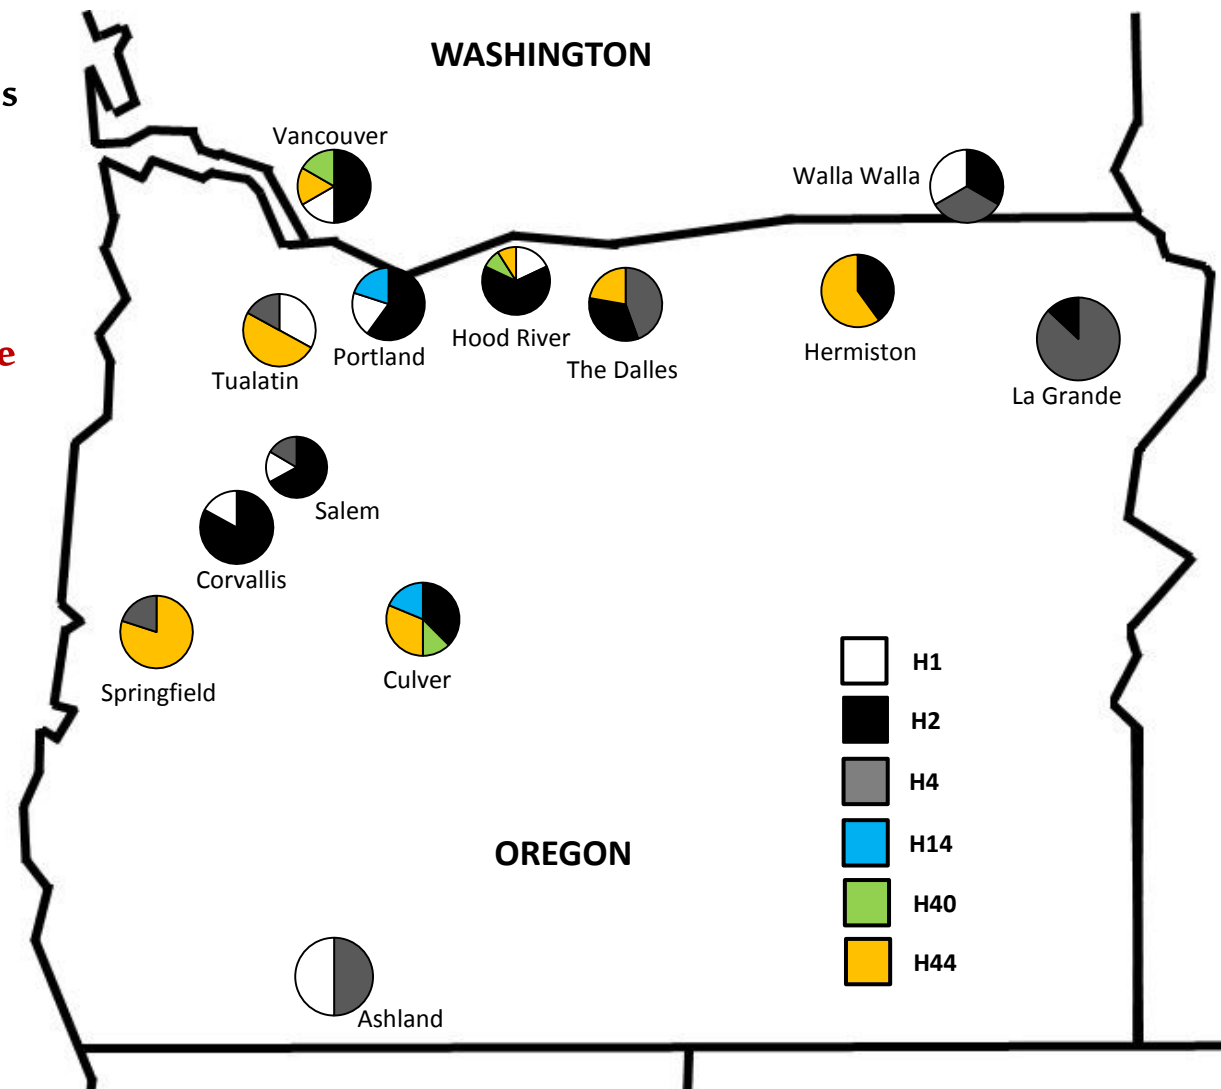 WASHINGTON
s
Vancouver
Walla Walla
Hood River
Portland
e
Hermiston
The Dalles
Tualatin
La Grande
Salem
Corvallis
Culver
Springfield
H1
H2
H4
H14
OREGON
H40
H44
Ashland